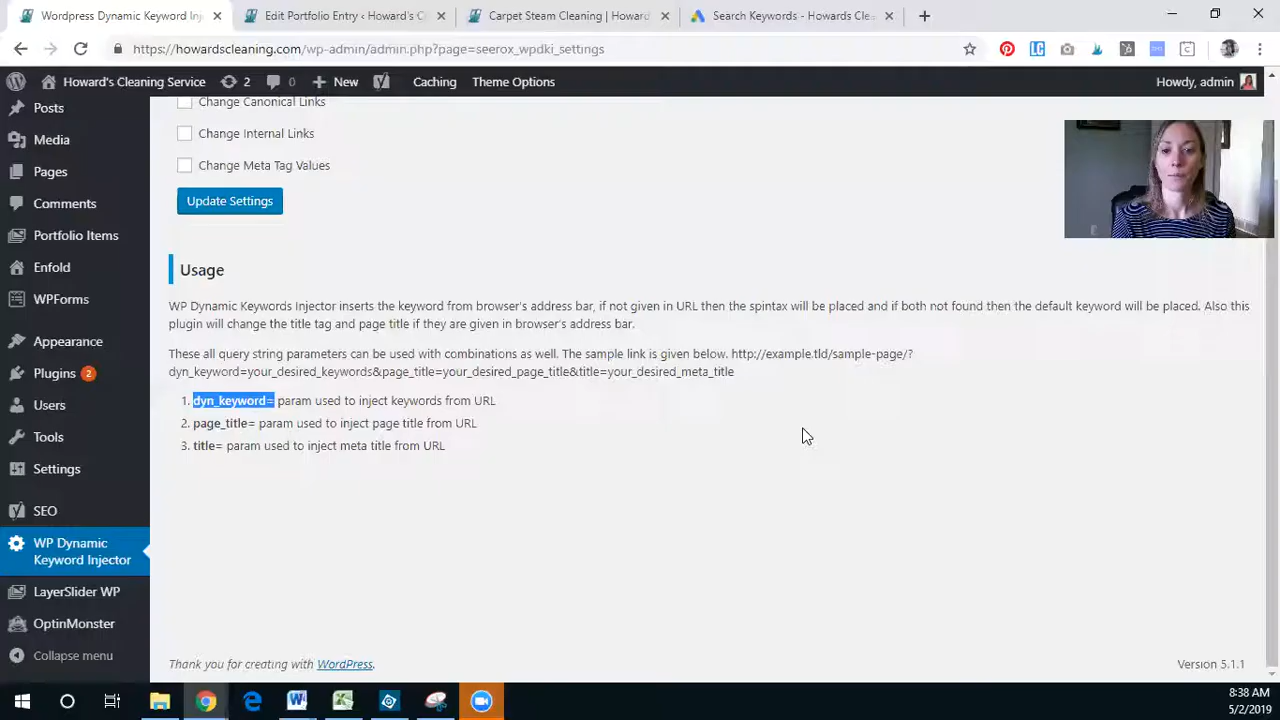 Wordpress Dynamic Keyword Inj
Edit Portfolio Entry ‹ Howard's C
Carpet Steam Cleaning | Howard
Search Keywords - Howards Cle
https://howardscleaning.com/wp-admin/admin.php?page=seerox_wpdki_settings
Howard's Cleaning Service
2
0
New
Caching
Theme Options
Howdy, admin
Posts
Media
Pages
Comments
Portfolio Items
Enfold
WPForms
Appearance
Plugins 2
Users
Tools
Settings
SEO
WP Dynamic
Keyword Injector
LayerSlider WP
OptinMonster
Collapse menu
Change Canonical Links
Change Internal Links
Change Meta Tag Values
Update Settings
Usage
WP Dynamic Keywords Injector inserts the keyword from browser's address bar, if not given in URL then the spintax will be placed and if both not found then the default keyword will be placed. Also this
plugin will change the title tag and page title if they are given in browser's address bar.
These all query string parameters can be used with combinations as well. The sample link is given below. http://example.tld/sample-page/?
dyn_keyword=your_desired_keywords&page_title=your_desired_page_title&title=your_desired_meta_title
1. dyn_keyword= param used to inject keywords from URL
2. page_title= param used to inject page title from URL
3. title= param used to inject meta title from URL
Thank you for creating with WordPress.
Version 5.1.1
8:38 AM
5/2/2019